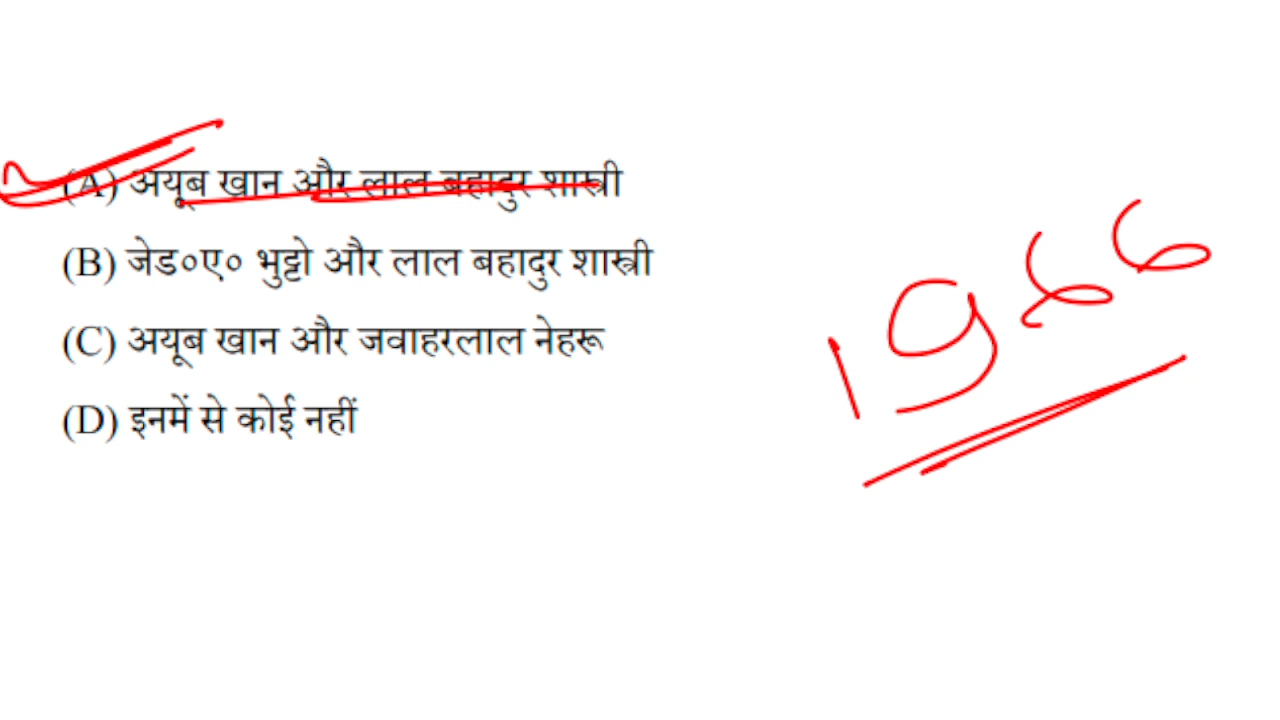 (A) अयूब खान और लाल बहादुर शास्त्री
(B) जेड०ए० भुट्टो और लाल बहादुर शास्त्री
(C) अयूब खान और जवाहरलाल नेहरू
(D) इनमें से कोई नहीं
1966